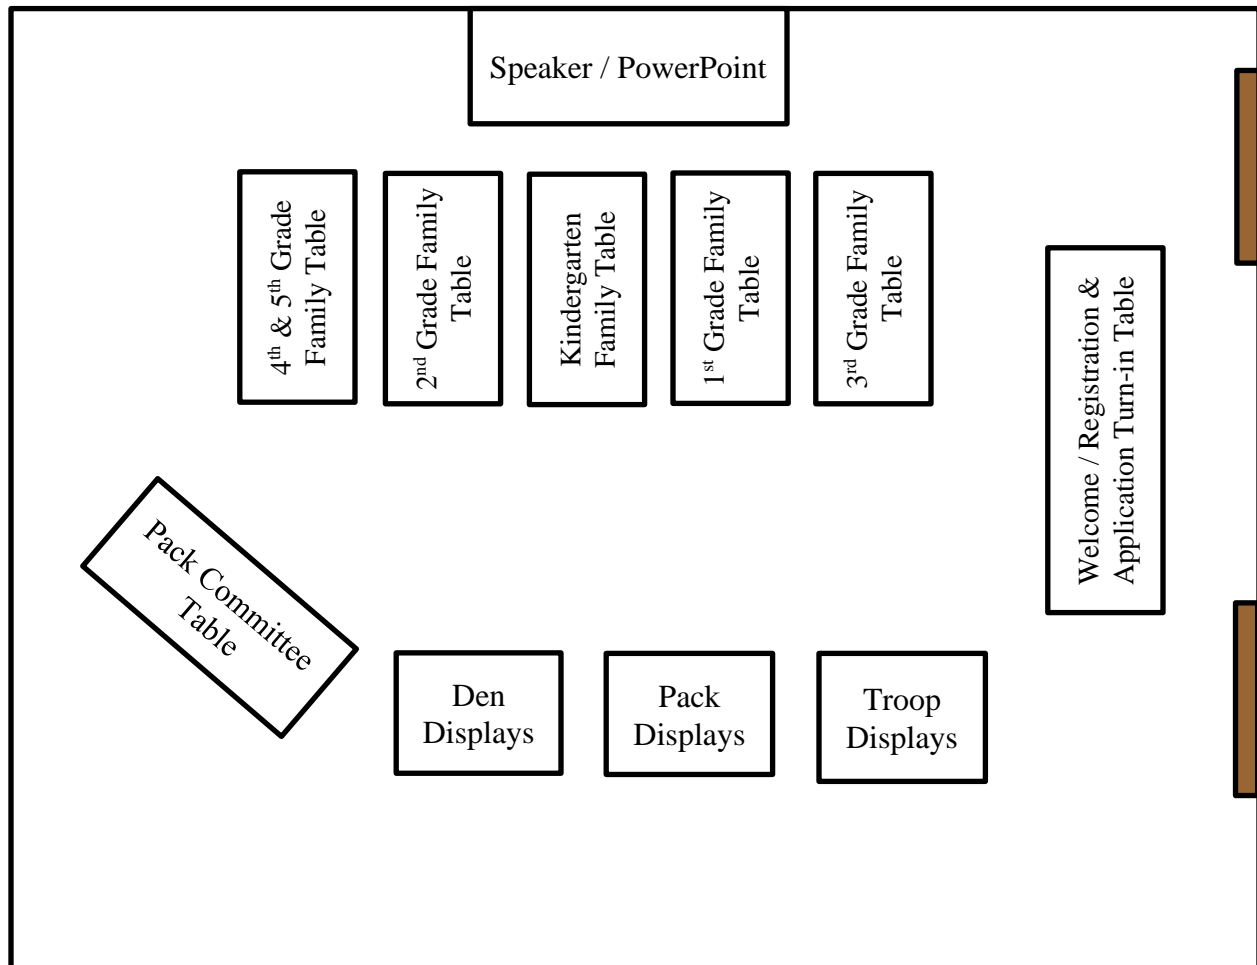 Speaker / PowerPoint
4th & 5th Grade
Family Table
2nd Grade Family
Table
Kindergarten
Family Table
1st Grade Family
Table
3rd Grade Family
Table
Welcome / Registration &
Application Turn-in Table
Pack Committee
Table
Den
Displays
Pack
Displays
Troop
Displays